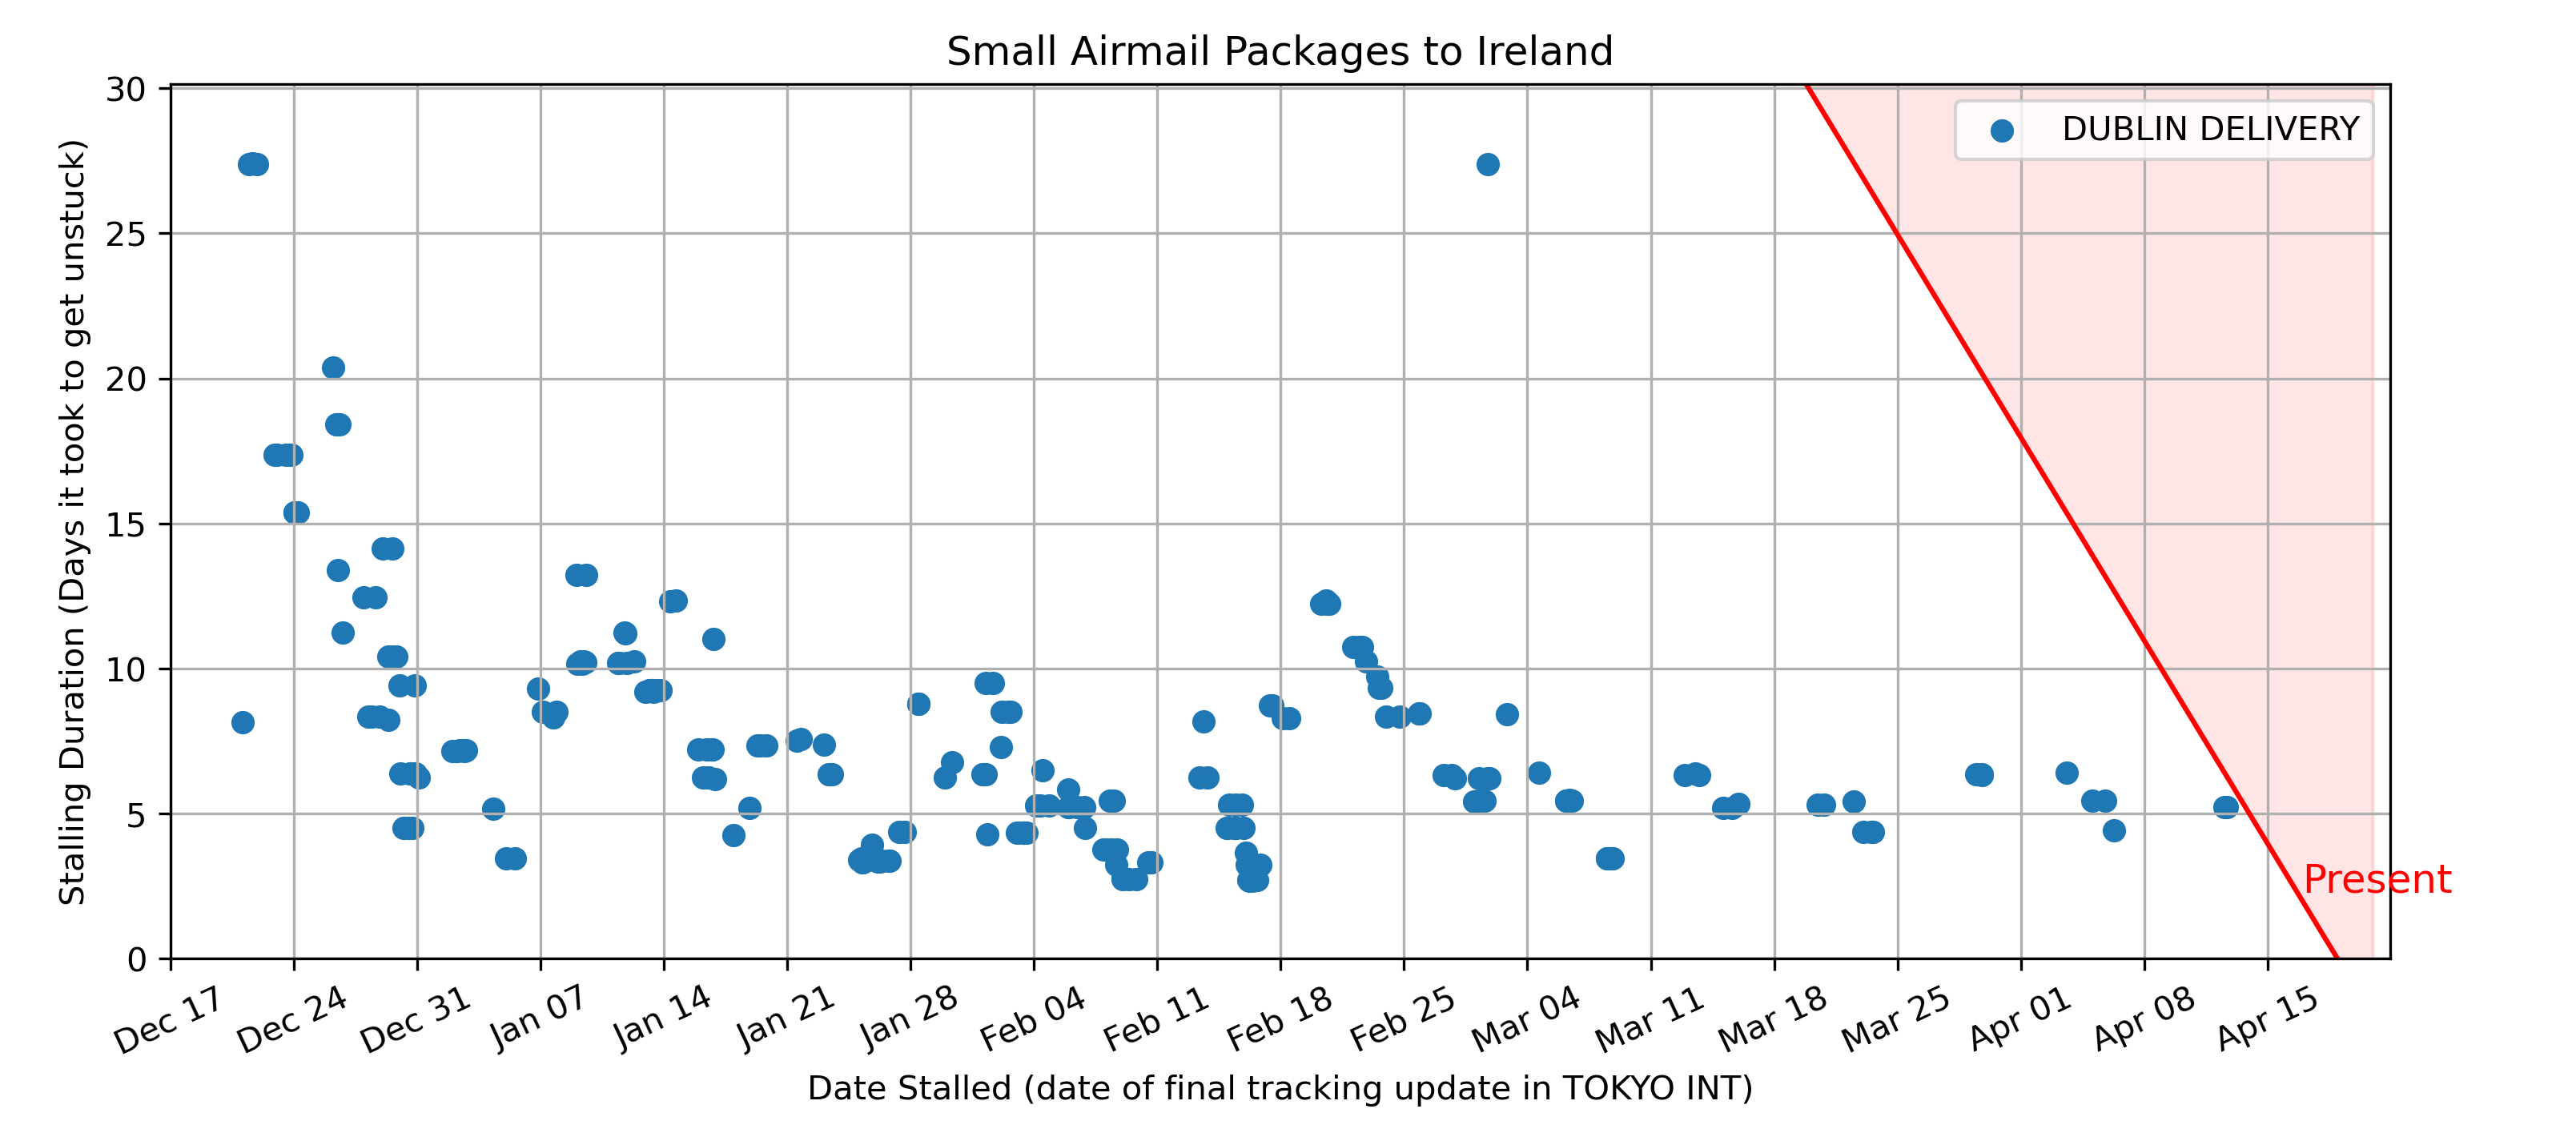 Small Airmail Packages to Ireland
Stalling Duration (Days it took to get unstuck)
30
25
20
15
10
5
0
DUBLIN DELIVERY
Present
Dec 17
Dec 24
Dec 31
Jan 07
Jan 14
Jan 21
Jan 28
Feb 04
Feb 11
Feb 18
Feb 25
Mar 04
Mar 11
Mar 18
Mar 25
Apr 01
Apr 08
Apr 15
Date Stalled (date of final tracking update in TOKYO INT)